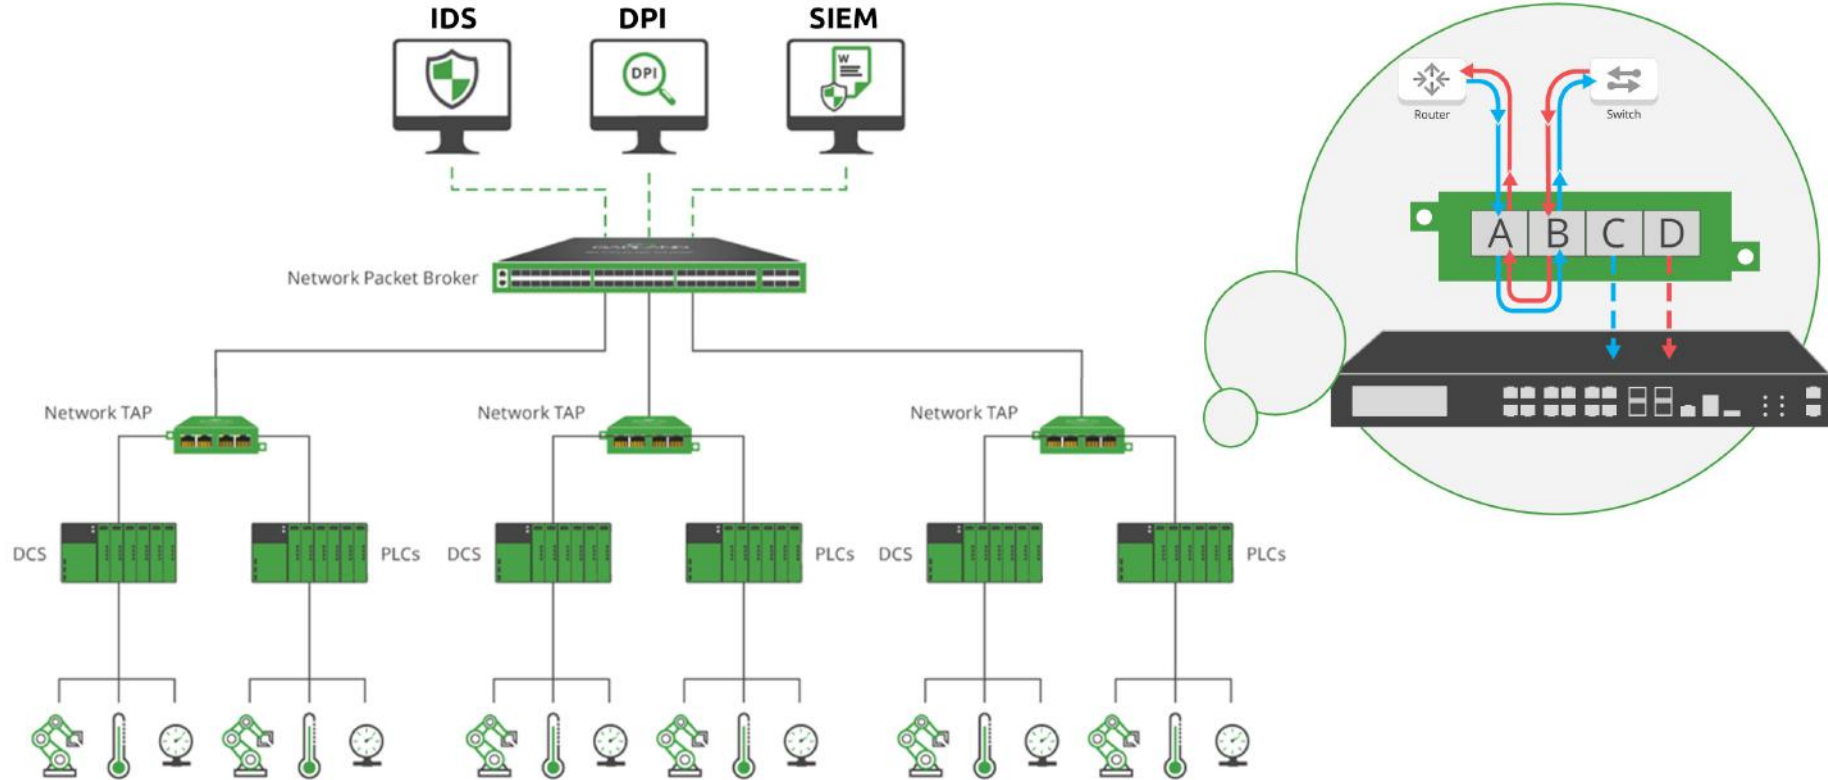 IDS
DPI
SIEM
DPI
W
Router
Switch
A B C D
Network Packet Broker
Network TAP
Network TAP
Network TAP
DCS
PLCs
DCS
PLCs
DCS
PLCs